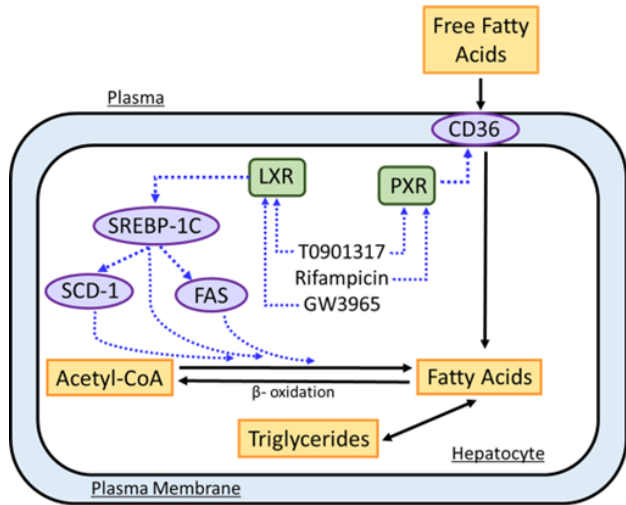 Free Fatty
Acids
Plasma
CD36
LXR
PXR
SREBP-1C
T0901317
Rifampicin
GW3965
SCD-1
FAS
Acetyl-CoA
β- oxidation
Fatty Acids
Triglycerides
Hepatocyte
Plasma Membrane